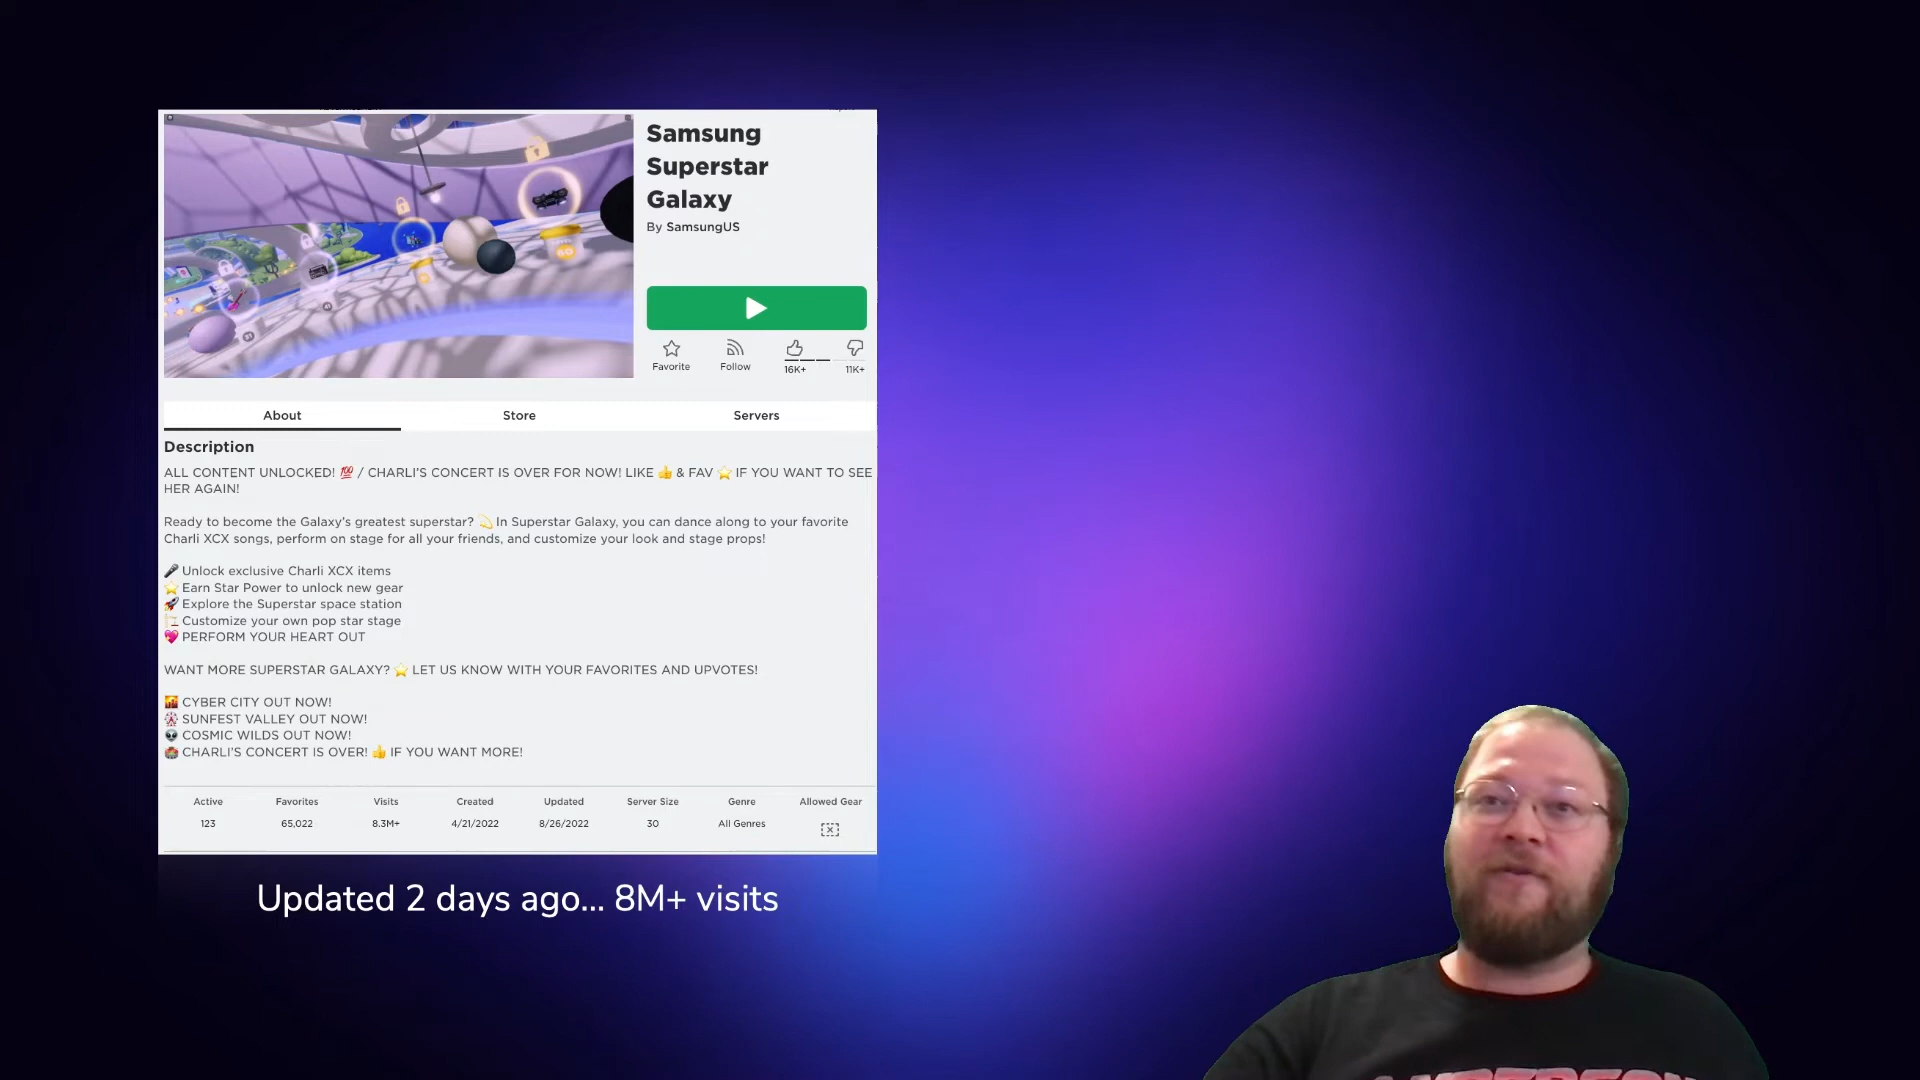 Samsung
Superstar
Galaxy
By SamsungUS
Favorite
Follow
16K+
11K+
About
Store
Servers
Description
ALL CONTENT UNLOCKED! 💯 / CHARLI'S CONCERT IS OVER FOR NOW! LIKE 👍 & FAV ⭐ IF YOU WANT TO SEE
HER AGAIN!
Ready to become the Galaxy's greatest superstar? 💫 In Superstar Galaxy, you can dance along to your favorite
Charli XCX songs, perform on stage for all your friends, and customize your look and stage props!
🎤 Unlock exclusive Charli XCX items
⭐ Earn Star Power to unlock new gear
🚀 Explore the Superstar space station
Customize your own pop star stage
💖 PERFORM YOUR HEART OUT
WANT MORE SUPERSTAR GALAXY? ⭐ LET US KNOW WITH YOUR FAVORITES AND UPVOTES!
🌇 CYBER CITY OUT NOW!
🎡 SUNFEST VALLEY OUT NOW!
👽 COSMIC WILDS OUT NOW!
🏟️ CHARLI'S CONCERT IS OVER! 👍 IF YOU WANT MORE!
Active Favorites Visits Created Updated Server Size Genre Allowed Gear
123 65,022 8.3M+ 4/21/2022 8/26/2022 30 All Genres
Updated 2 days ago... 8M+ visits